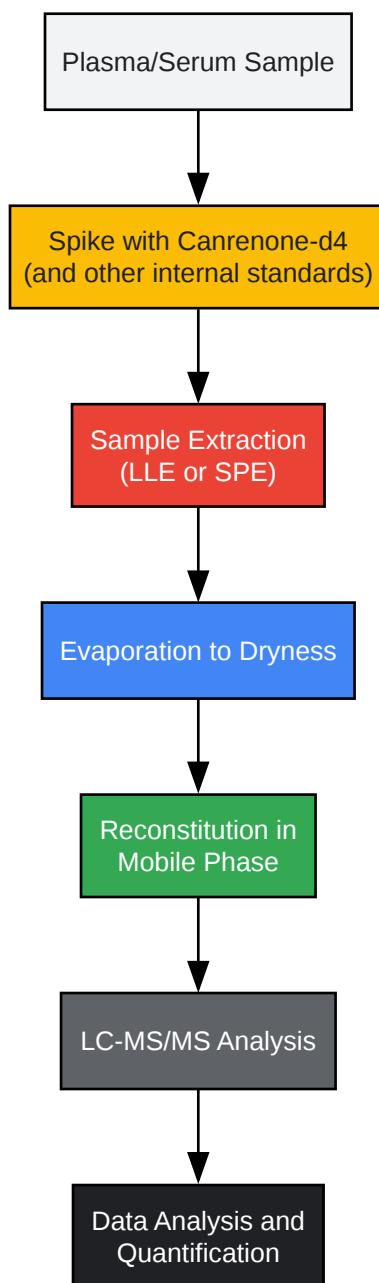 Plasma/Serum Sample
Spike with Canrenone-d4
(and other internal standards)
Sample Extraction
(LLE or SPE)
Evaporation to Dryness
Reconstitution in
Mobile Phase
LC-MS/MS Analysis
Data Analysis and
Quantification